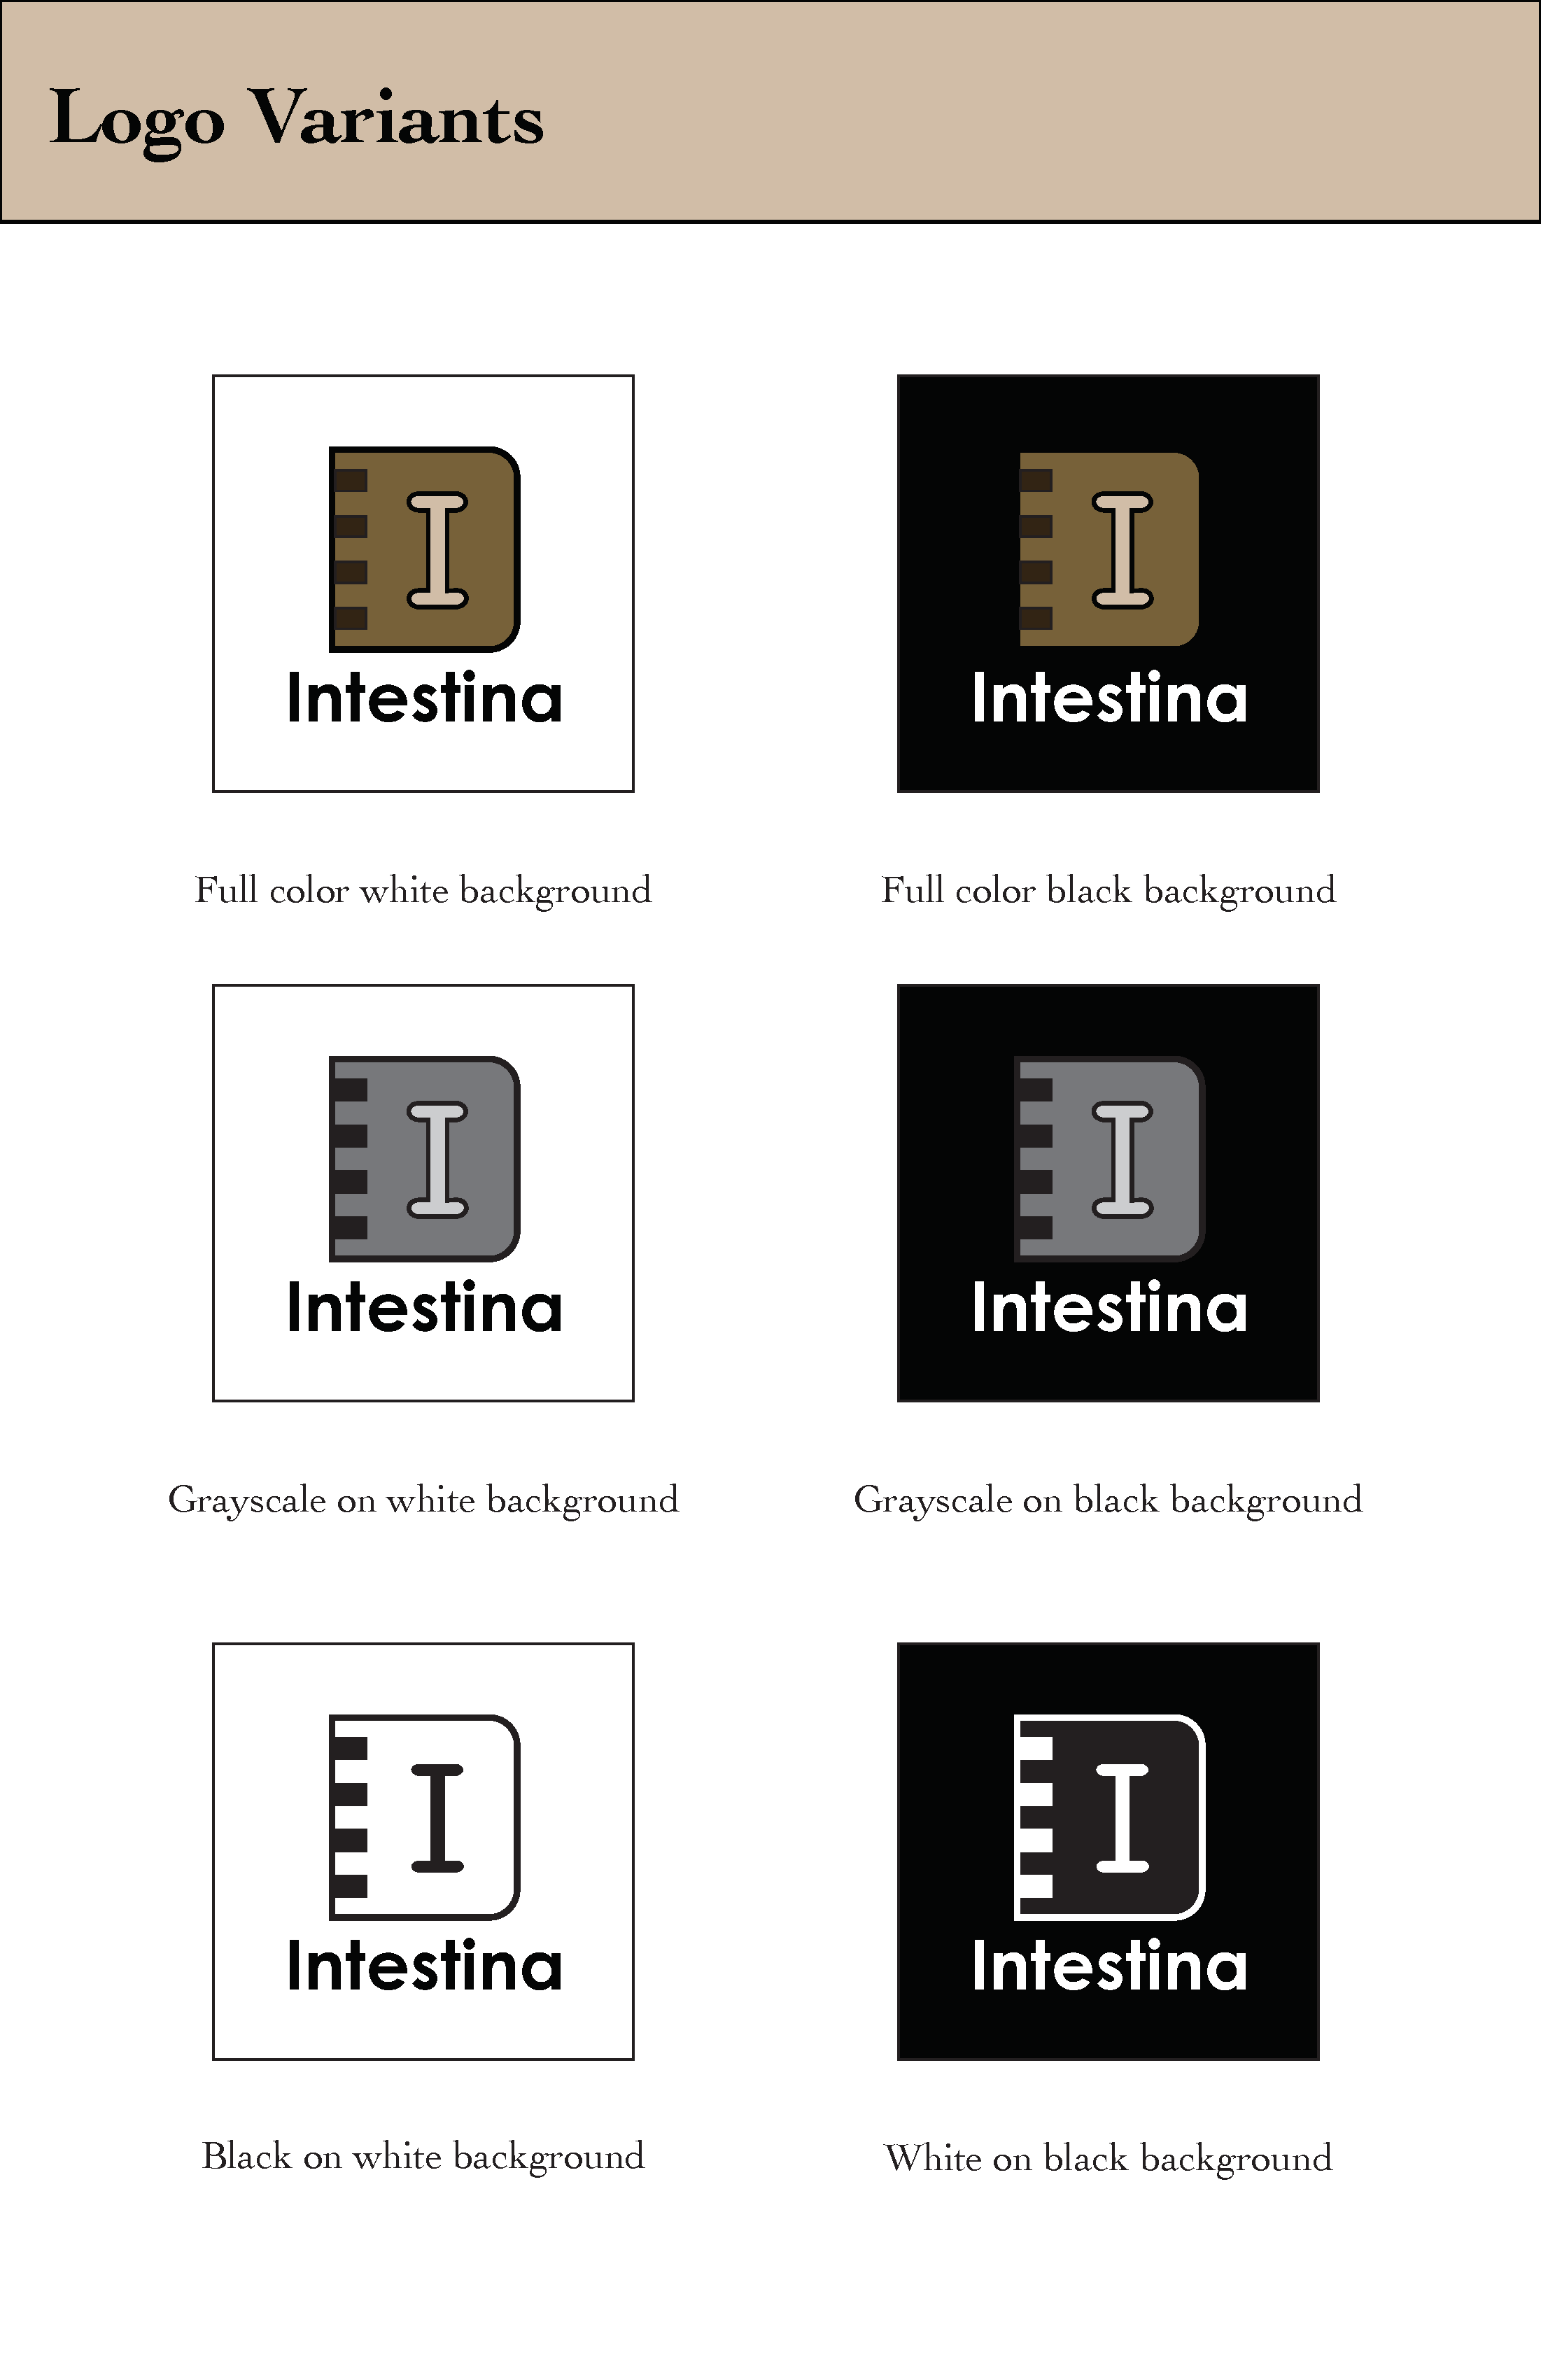 Logo Variants
I
Intestina
I
Intestina
Full color white background
Full color black background
I
Intestina
I
Intestina
Grayscale on white background
Grayscale on black background
I
Intestina
I
Intestina
Black on white background
White on black background